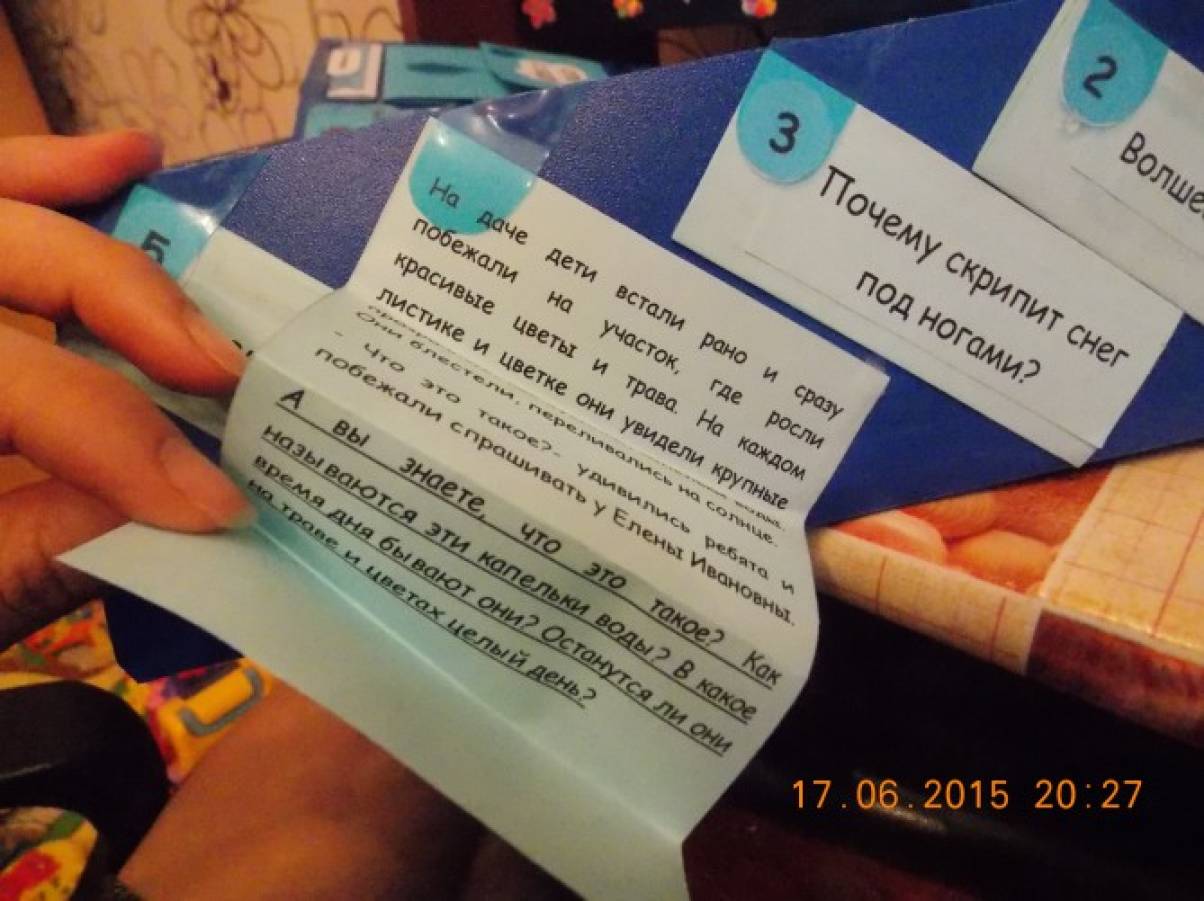 2
Волше
3
Почему скрипит снег
под ногами?
На даче дети встали рано и сразу
побежали на участок, где росли
красивые цветы и трава. На каждом
листике и цветке они увидели крупные
Они блестели, переливались на солнце.
- Что это такое?- удивились ребята и
побежали спрашивать у Елены Ивановны.
А вы знаете, что это такое? Как
называются эти капельки воды? В какое
время дня бывают они? Останутся ли они
на траве и цветах целый день?
5
17.06.2015 20:27